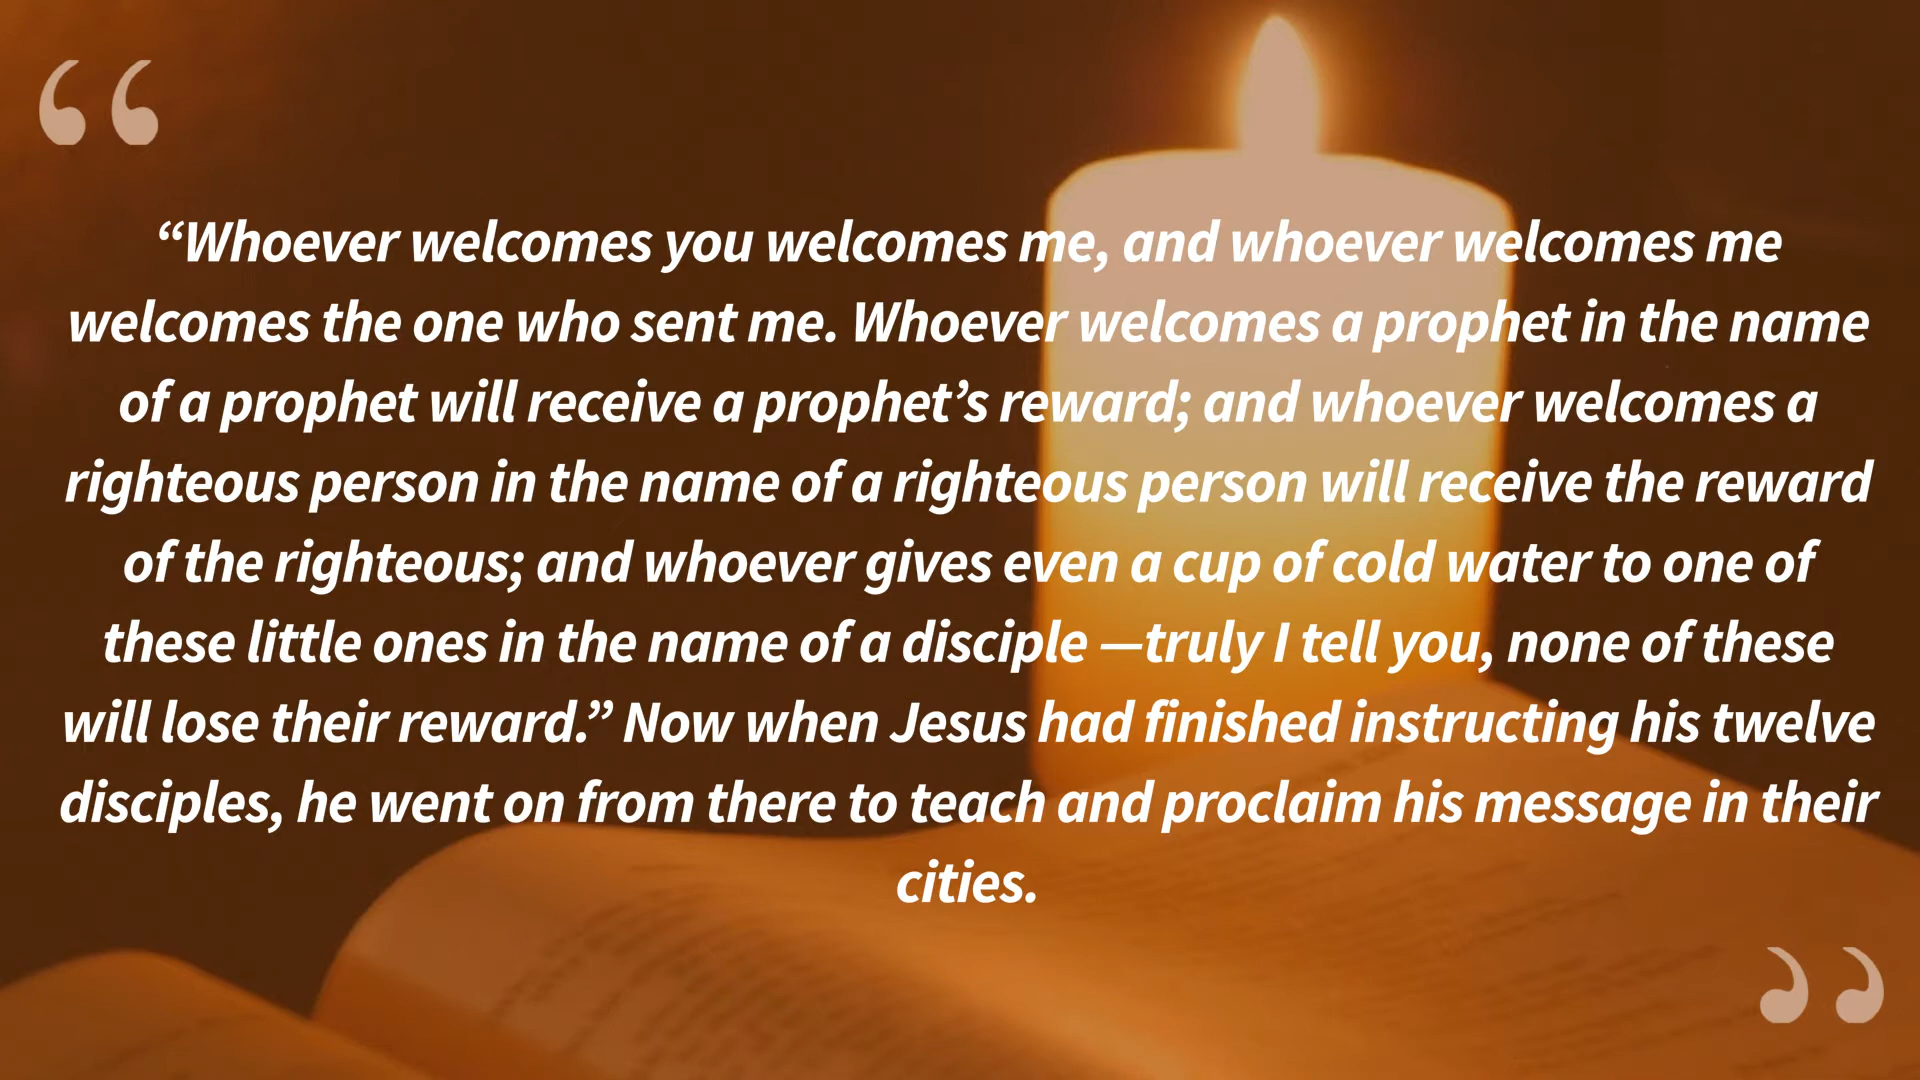 “Whoever welcomes you welcomes me, and whoever welcomes me
welcomes the one who sent me. Whoever welcomes a prophet in the name
of a prophet will receive a prophet’s reward; and whoever welcomes a
righteous person in the name of a righteous person will receive the reward
of the righteous; and whoever gives even a cup of cold water to one of
these little ones in the name of a disciple —truly I tell you, none of these
will lose their reward.” Now when Jesus had finished instructing his twelve
disciples, he went on from there to teach and proclaim his message in their
cities.